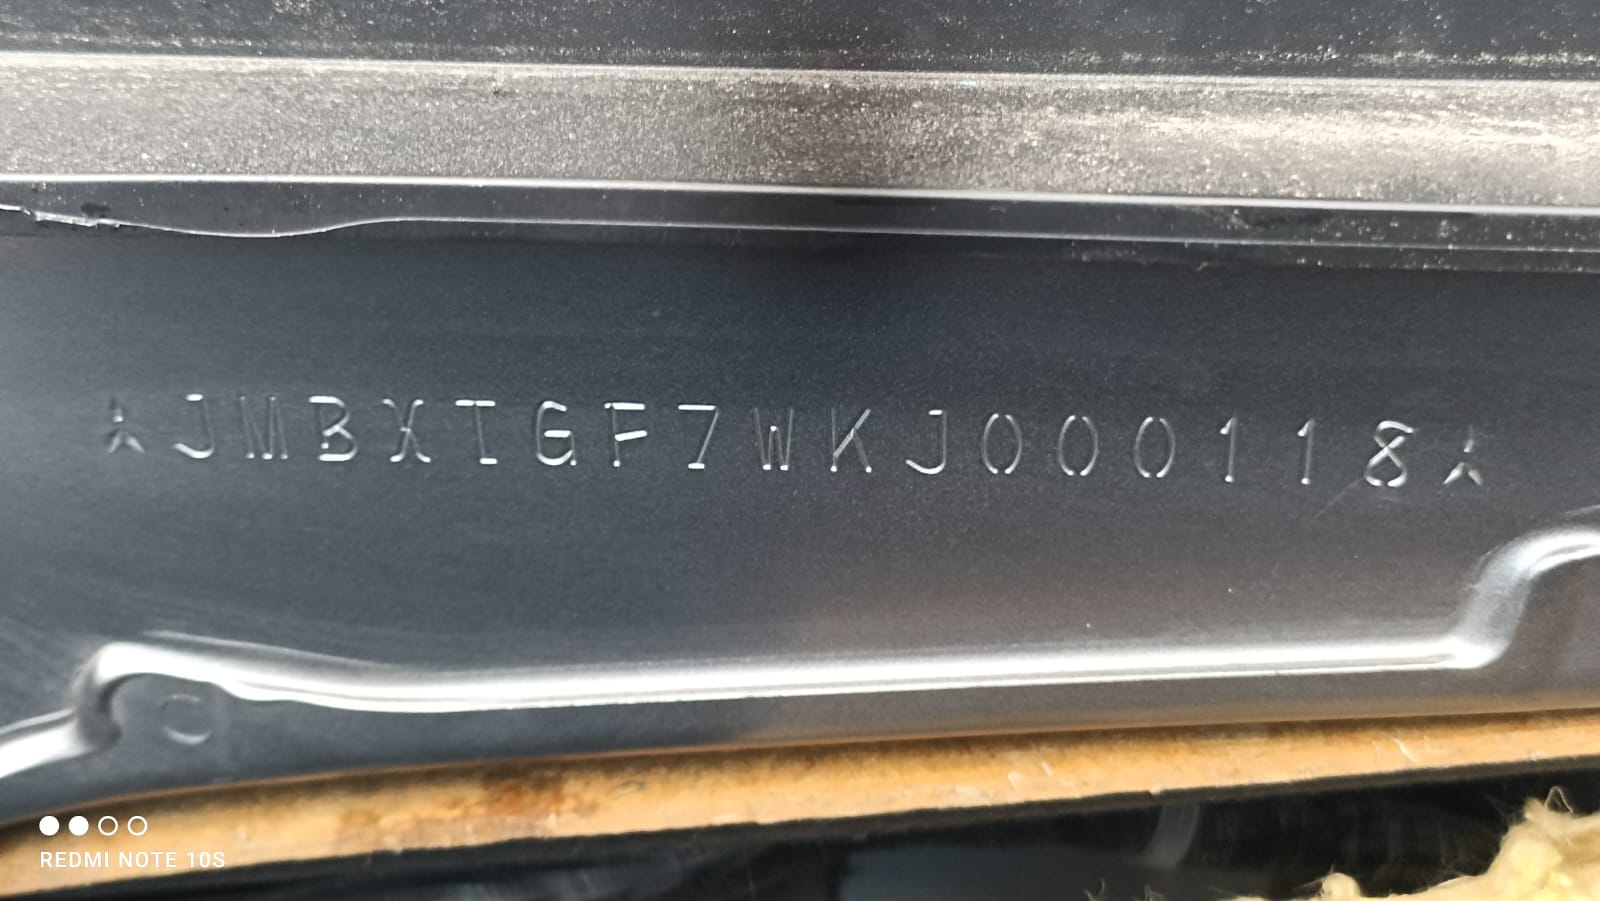 ★JMBXTGF7WKJ000118★
C
REDMI NOTE 10S